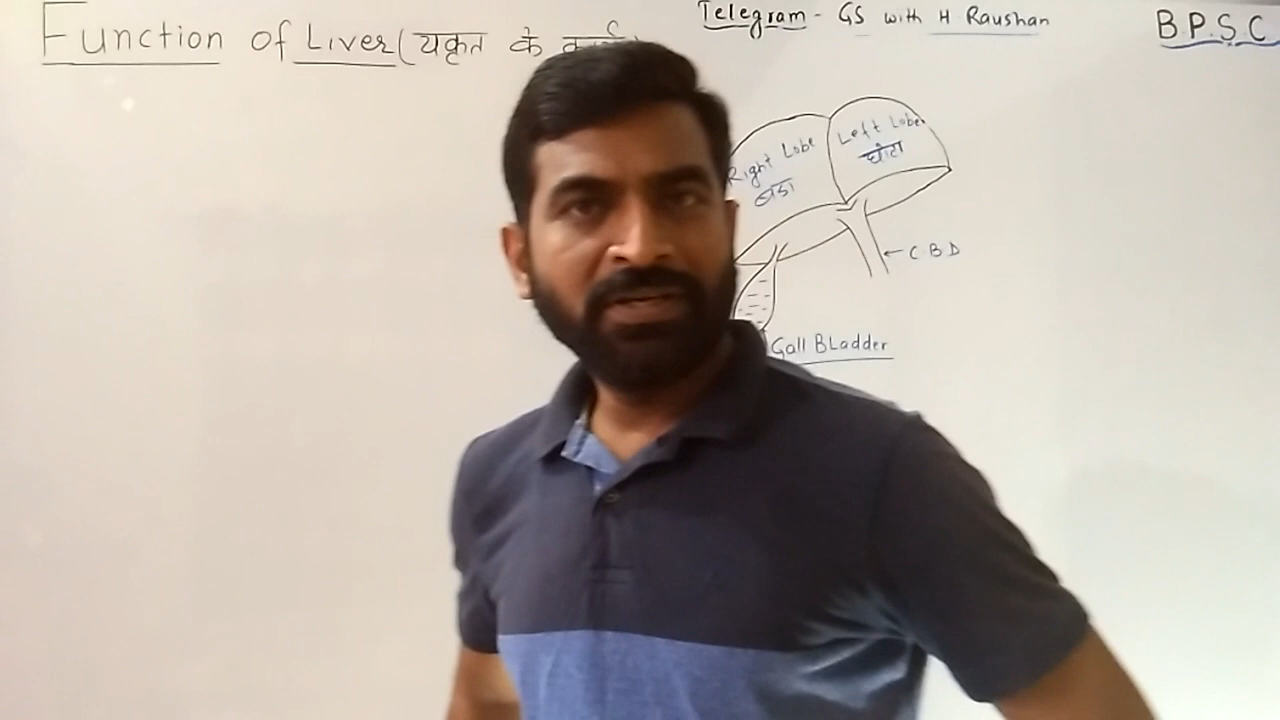 Function of Liver (यकृत के कार्य)
Telegram - GS with H Raushan
B.P.S.C
Right Lobe
बडा
Left Lobe
छोटा
← C B D
Gall BLadder